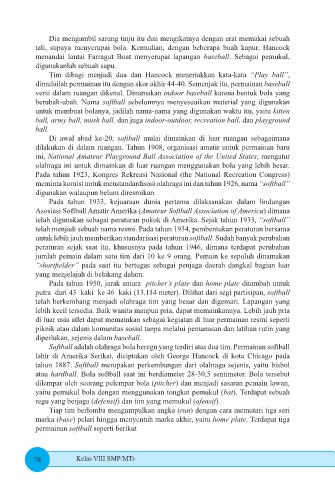 Dia mengambil sarung tinju itu dan mengikatnya dengan erat memakai sebuah
tali, supaya menyerupai bola. Kemudian, dengan beberapa buah kapur, Hancock
menandai lantai Farragut Boat menyerupai lapangan baseball. Sebagai pemukul,
digunakanlah sebuah sapu.
Tim dibagi menjadi dua dan Hancock meneriakkan kata-kata “Play ball”,
dimulailah permainan itu dengan skor akhir 44-40. Semenjak itu, permainan baseball
versi dalam ruangan dikenal. Dinamakan indoor baseball karena bentuk bola yang
berubah-ubah. Nama softball sebelumnya menyesuaikan material yang digunakan
untuk membuat bolanya, jadilah nama-nama yang digunakan waktu itu, yaitu kitten
ball, army ball, mush ball, dan juga indoor-outdoor, recreation ball, dan playground
ball.
Di awal abad ke-20, softball mulai dimainkan di luar ruangan sebagaimana
dilakukan di dalam ruangan. Tahun 1908, organisasi amatir untuk permainan baru
ini, National Amateur Playground Ball Association of the United States, mengatur
olahraga ini untuk dimainkan di luar ruangan menggunakan bola yang lebih besar.
Pada tahun 1923, Kongres Rekreasi Nasional (the National Recreation Congress)
meminta komisi untuk menstandardisasi olahraga ini dan tahun 1926, nama “softball”
digunakan walaupun belum diresmikan.
Pada tahun 1933, kejuaraan dunia pertama dilaksanakan dalam lindungan
Asosiasi Softball Amatir Amerika (Amateur Softball Association of America) dimana
telah digunakan sebagai peraturan pokok di Amerika. Sejak tahun 1933, “softball”
telah menjadi sebuah nama resmi. Pada tahun 1934, pembentukan peraturan bersama
untuk lebih jauh memberikan standarisasi peraturan softball. Sudah banyak perubahan
peraturan sejak saat itu, khususnya pada tahun 1946, dimana terdapat perubahan
jumlah pemain dalam satu tim dari 10 ke 9 orang. Pemain ke sepuluh dinamakan
“shortfielder” pada saat itu bertugas sebagai penjaga daerah dangkal bagian luar
yang menjelajah di belakang dalam.
Pada tahun 1950, jarak antara pitcher's plate dan home plate ditambah untuk
putra dari 43 kaki ke 46 kaki (13.114 meter). Dilihat dari segi partisipan, softball
telah berkembang menjadi olahraga tim yang besar dan digemari. Lapangan yang
lebih kecil tersedia. Baik wanita maupun pria, dapat memainkannya. Lebih jauh pria
di luar usia atlet dapat memainkan sebagai kegiatan di luar permainan resmi seperti
piknik atau dalam komunitas sosial tanpa melalui pemanasan dan latihan rutin yang
diperlukan, sejenis dalam baseball.
Softball adalah olahraga bola beregu yang terdiri atas dua tim. Permainan softball
lahir di Amerika Serikat, diciptakan oleh George Hancock di kota Chicago pada
tahun 1887. Softball merupakan perkembangan dari olahraga sejenis, yaitu bisbol
atau hardball. Bola softball saat ini berdiameter 28-30,5 sentimeter. Bola tersebut
dilempar oleh seorang pelempar bola (pitcher) dan menjadi sasaran pemain lawan,
yaitu pemukul bola dengan menggunakan tongkat pemukul (bat). Terdapat sebuah
regu yang berjaga (defensif) dan tim yang memukul (ofensif).
Tiap tim berlomba mengumpulkan angka (run) dengan cara memutari tiga seri
marka (base) pelari hingga menyentuh marka akhir, yaitu home plate. Terdapat tiga
permainan softball seperti berikut
78 Kelas VIII SMP/MTs